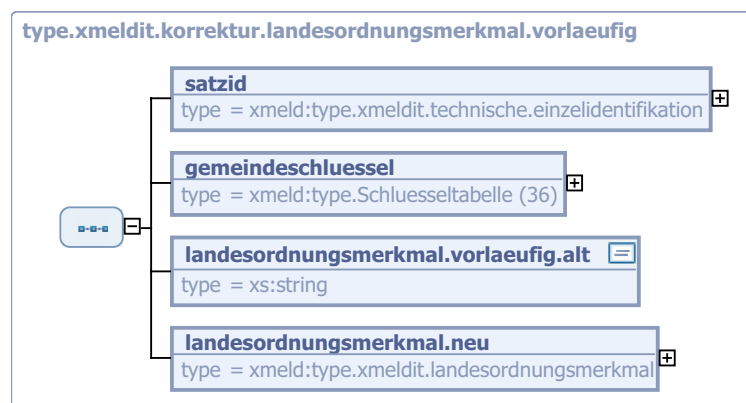 type.xmeldit.korrektur.landesordnungsmerkmal.vorlaeufig
satzid
type = xmeld:type.xmeldit.technische.einzelidentifikation
gemeindeschluessel
type = xmeld:type.Schluesseltabelle (36)
landesordnungsmerkmal.vorlaeufig.alt
type = xs:string
landesordnungsmerkmal.neu
type = xmeld:type.xmeldit.landesordnungsmerkmal